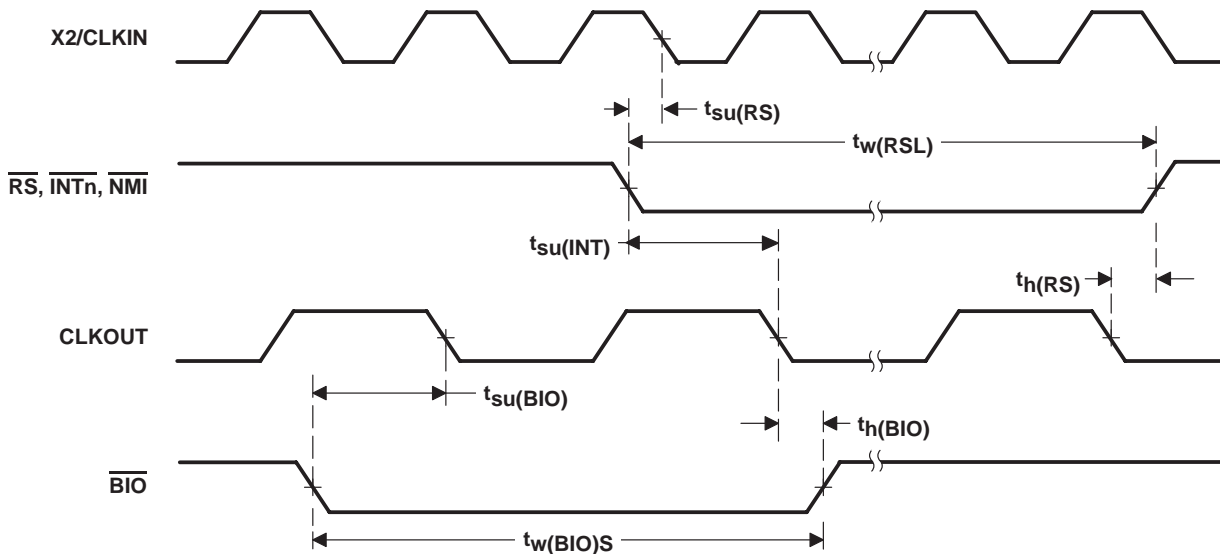 X2/CLKIN
tsu(RS)
tw(RSL)
RS, INTn, NMI
tsu(INT)
th(RS)
CLKOUT
tsu(BIO)
th(BIO)
BIO
tw(BIO)S